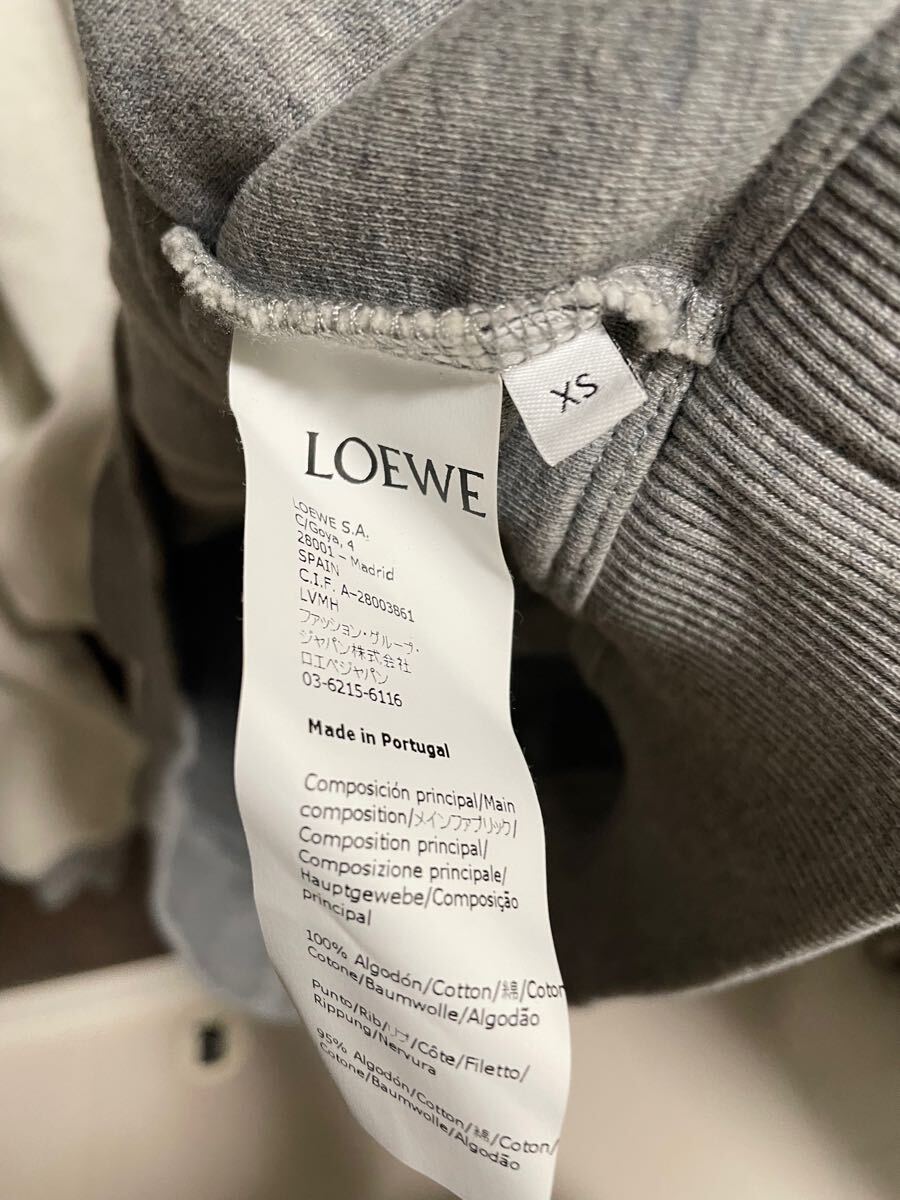 XS
LOEWE
LOEWE S.A.
C/Goya, 4
28001 - Madrid
SPAIN
C.I.F. A-28003861
LVMH
ファッション・グループ・
ジャパン株式会社
ロエベジャパン
03-6215-6116
Made in Portugal
Composición principal/Main
composition/メインファブリック/
Composition principal/
Composizione principale/
Hauptgewebe/Composição
principal
100% Algodón/Cotton/綿/Coton
Cotone/Baumwolle/Algodão
Punto/Rib/リブ/Côte/Filetto/
Rippung/Nervura
95% Algodón/Cotton/綿/Coton/
Cotone/Baumwolle/Algodão